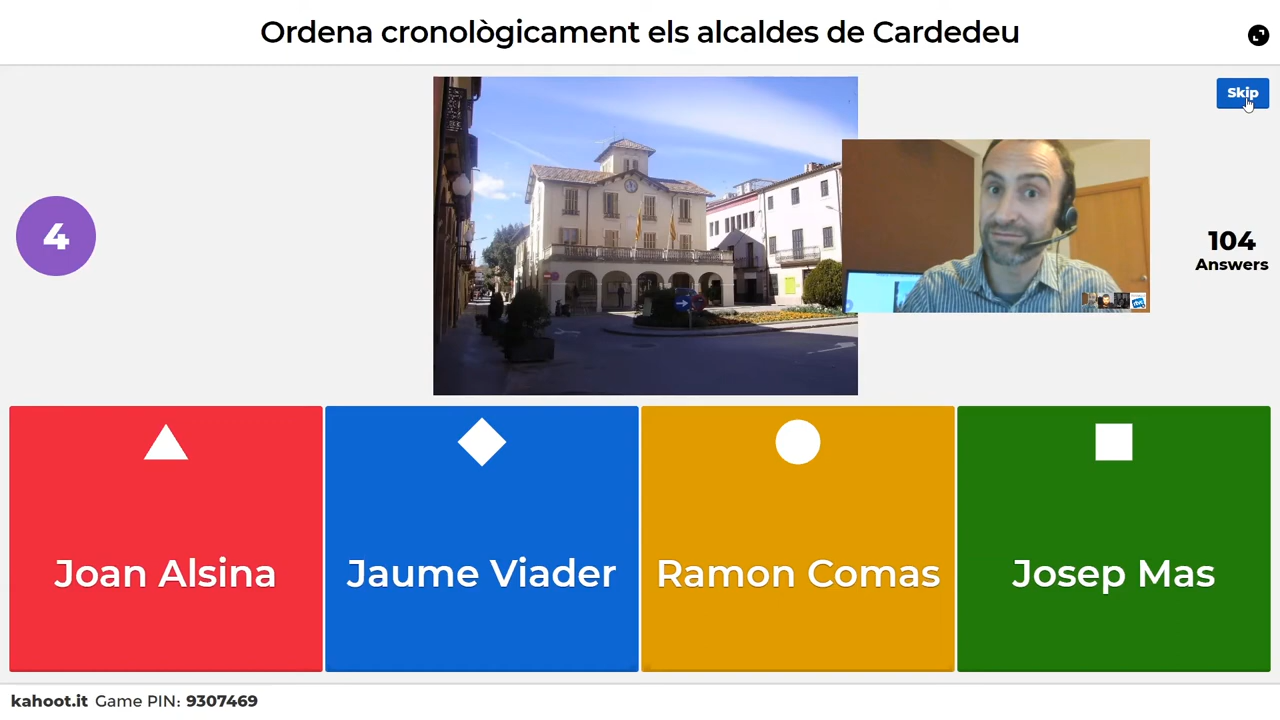 Ordena cronològicament els alcaldes de Cardedeu
Skip
4
104
Answers
Joan Alsina
Jaume Viader
Ramon Comas
Josep Mas
kahoot.it Game PIN: 9307469